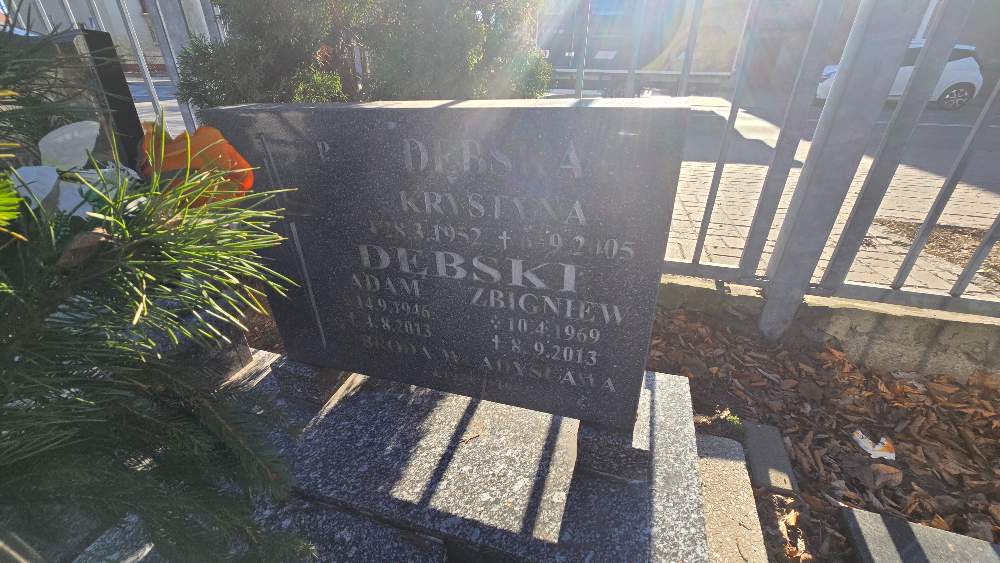 P.
DĘBSKA
KRYSTYNA
28.3.1952 ✝ 9.2005
DĘBSKI
ADAM ZBIGNIEW
14.9.1946 10.4.1969
4.8.2013 ✝ 8.9.2013